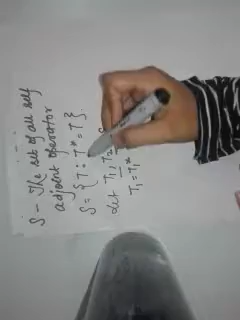 S - The set of all self
adjoint operator
S = { T : T* = T }.
Let T₁, T₂
T₁ = T₁*